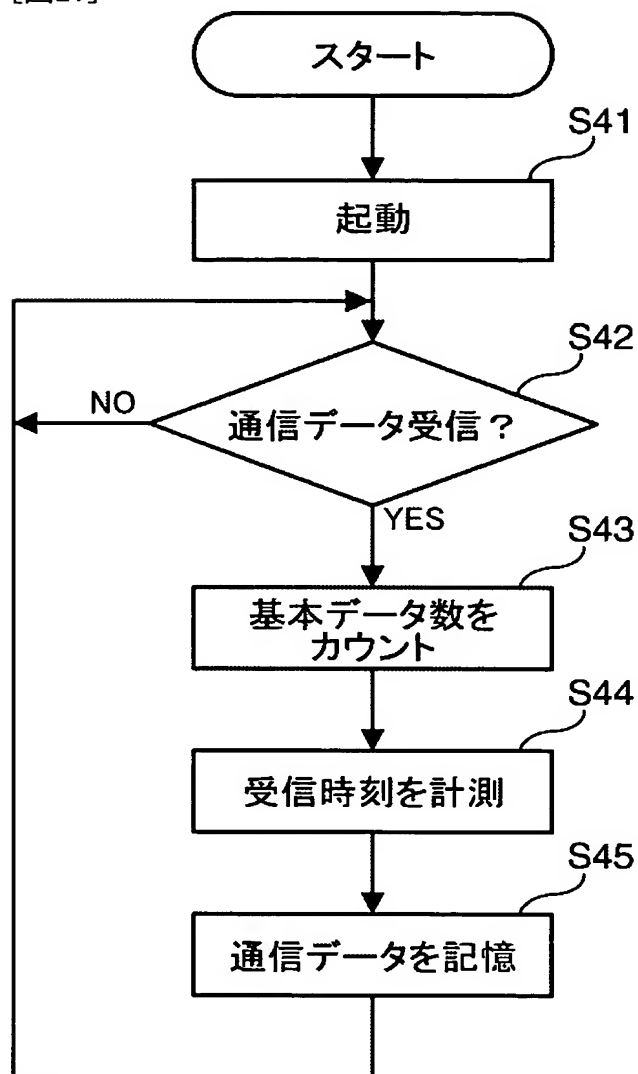 スタート
S41
起動
S42
NO
通信データ受信？
YES
S43
基本データ数を
カウント
S44
受信時刻を計測
S45
通信データを記憶